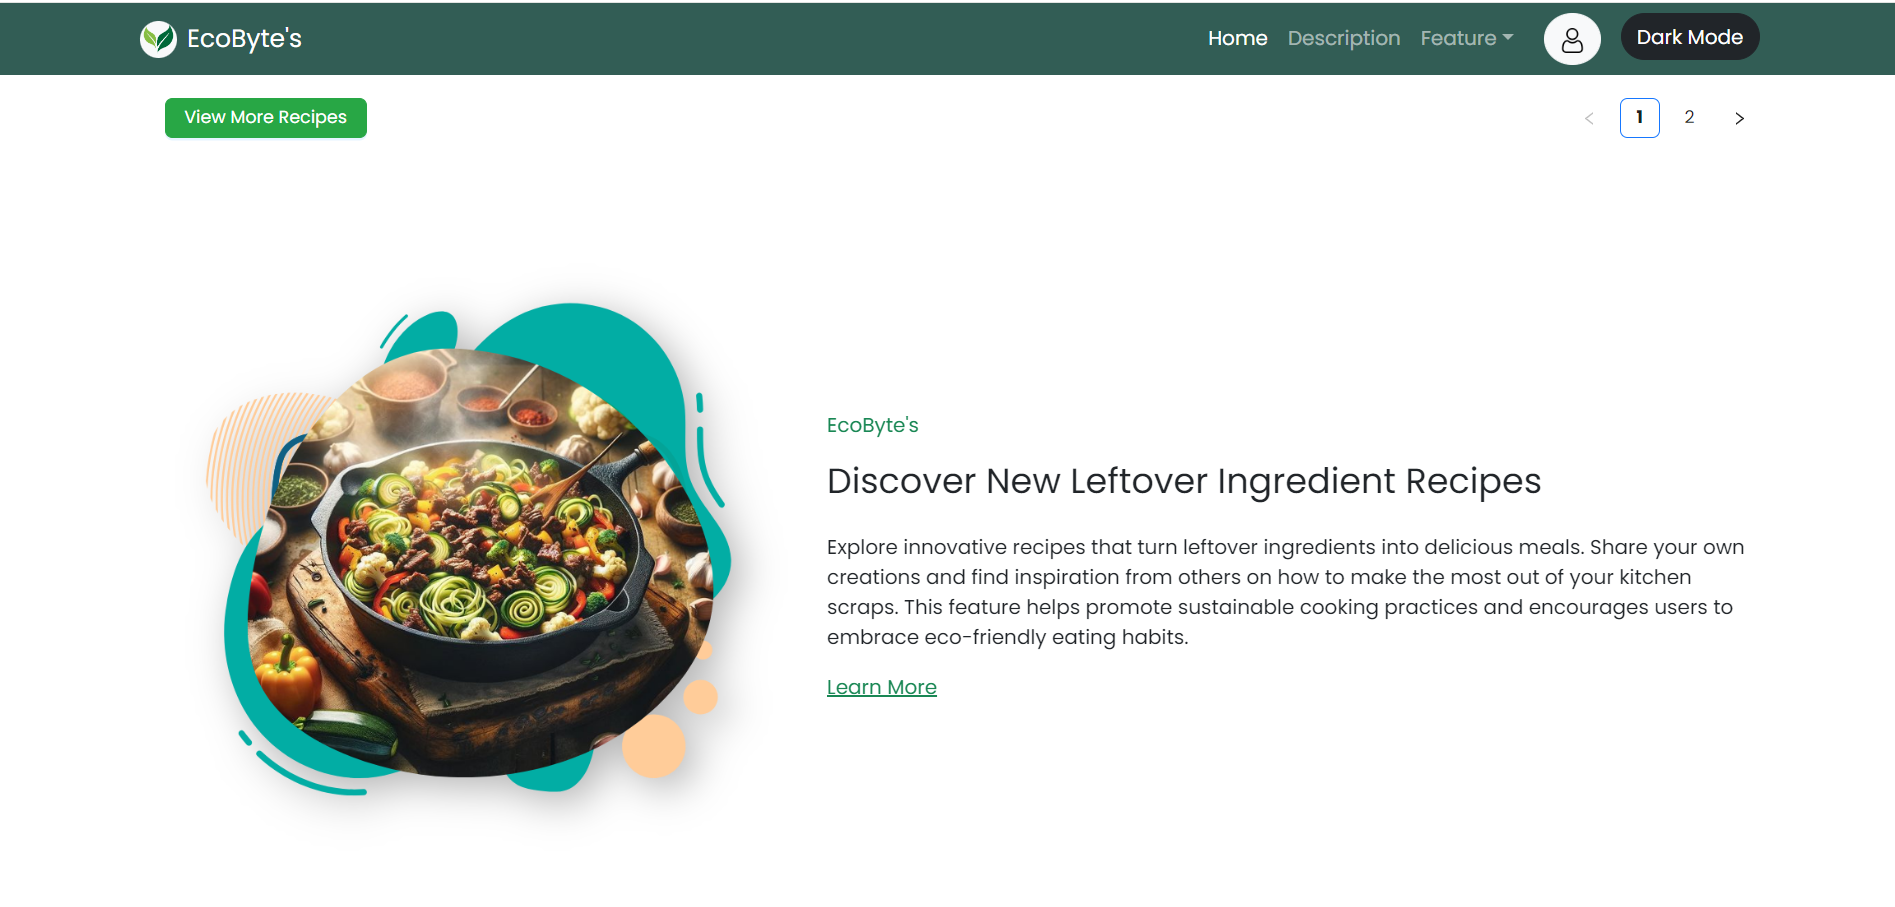 EcoByte's
Home Description Feature Dark Mode
View More Recipes
1 2
EcoByte's
Discover New Leftover Ingredient Recipes
Explore innovative recipes that turn leftover ingredients into delicious meals. Share your own
creations and find inspiration from others on how to make the most out of your kitchen
scraps. This feature helps promote sustainable cooking practices and encourages users to
embrace eco-friendly eating habits.
Learn More